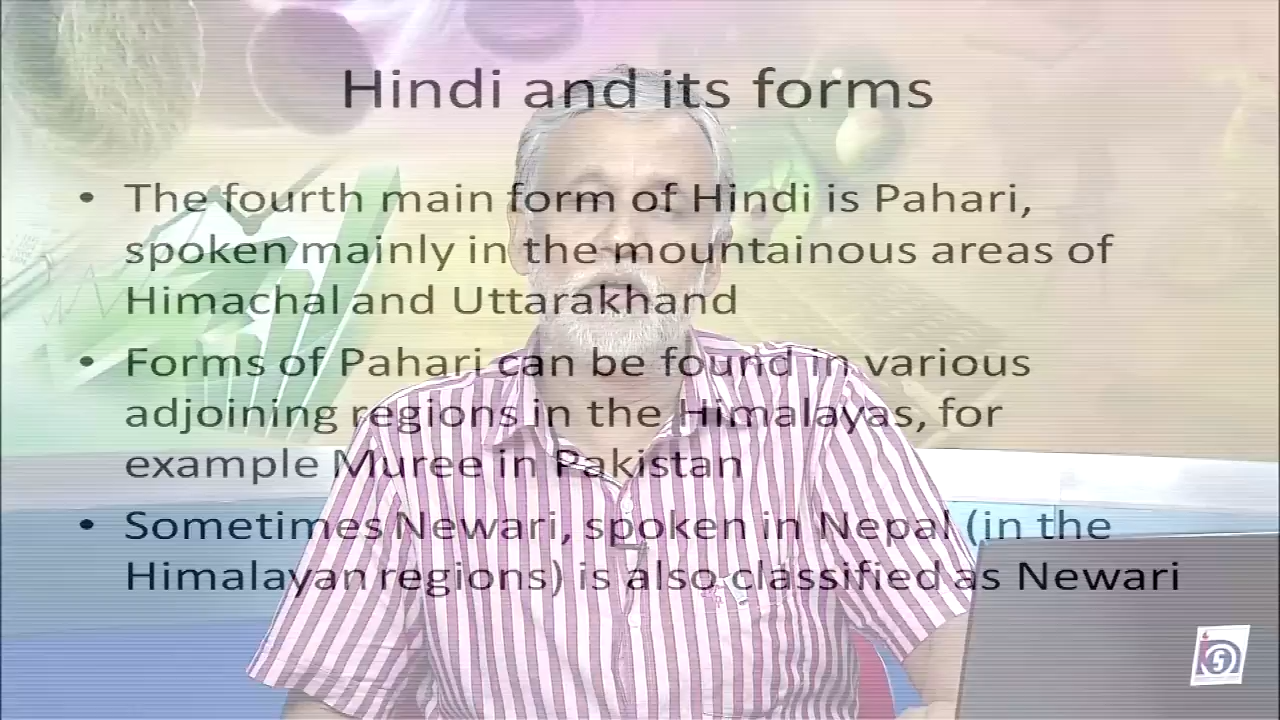 Hindi and its forms
• The fourth main form of Hindi is Pahari,
spoken mainly in the mountainous areas of
Himachal and Uttarakhand
• Forms of Pahari can be found in various
adjoining regions in the Himalayas, for
example Muree in Pakistan
• Sometimes Newari, spoken in Nepal (in the
Himalayan regions) is also classified as Newari
5